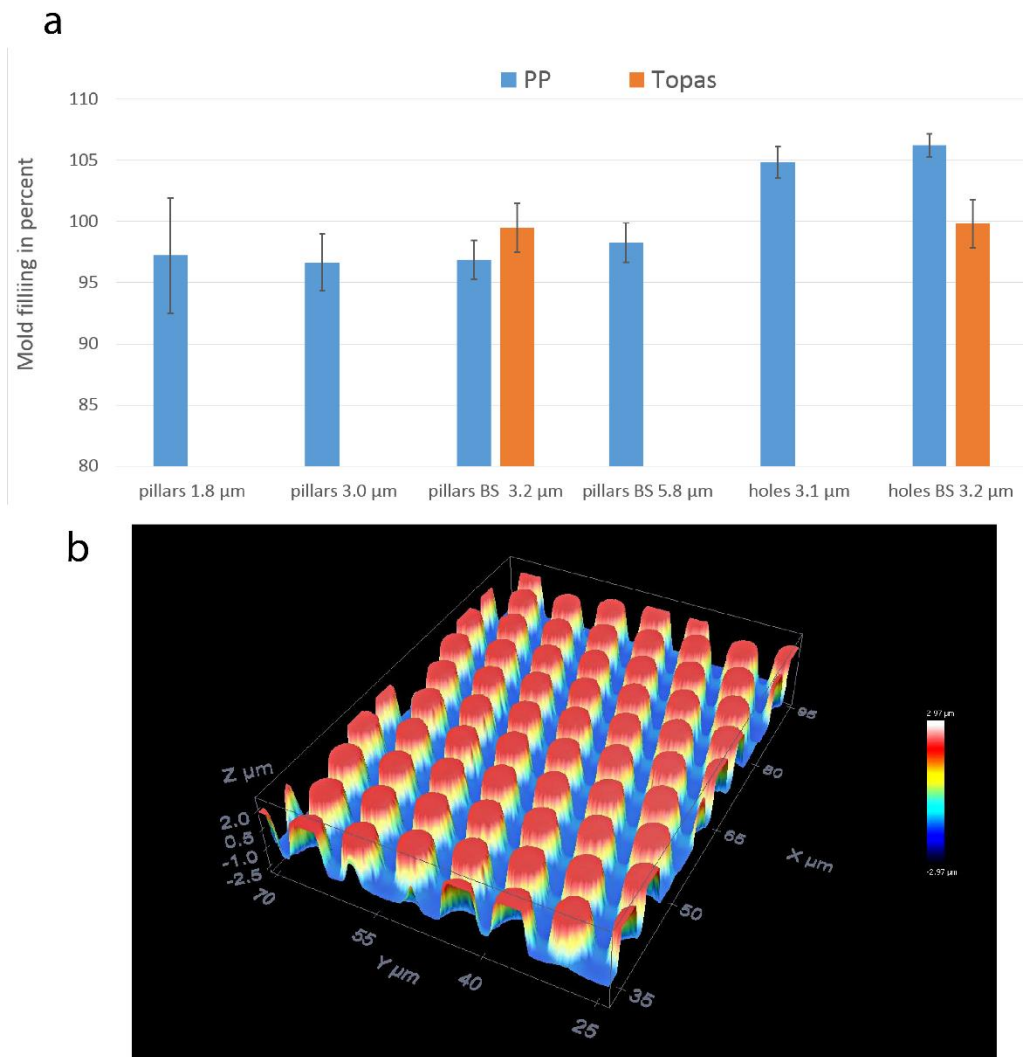 a
PP Topas
Mold filliing in percent
110
105
100
95
90
85
80
pillars 1.8 µm pillars 3.0 µm pillars BS 3.2 µm pillars BS 5.8 µm holes 3.1 µm holes BS 3.2 µm
b
Z µm
2.0
0.5
-1.0
-2.5
70
55
Y µm
40
25
35
50
65
X µm
80
95
2.97 µm
-2.97 µm